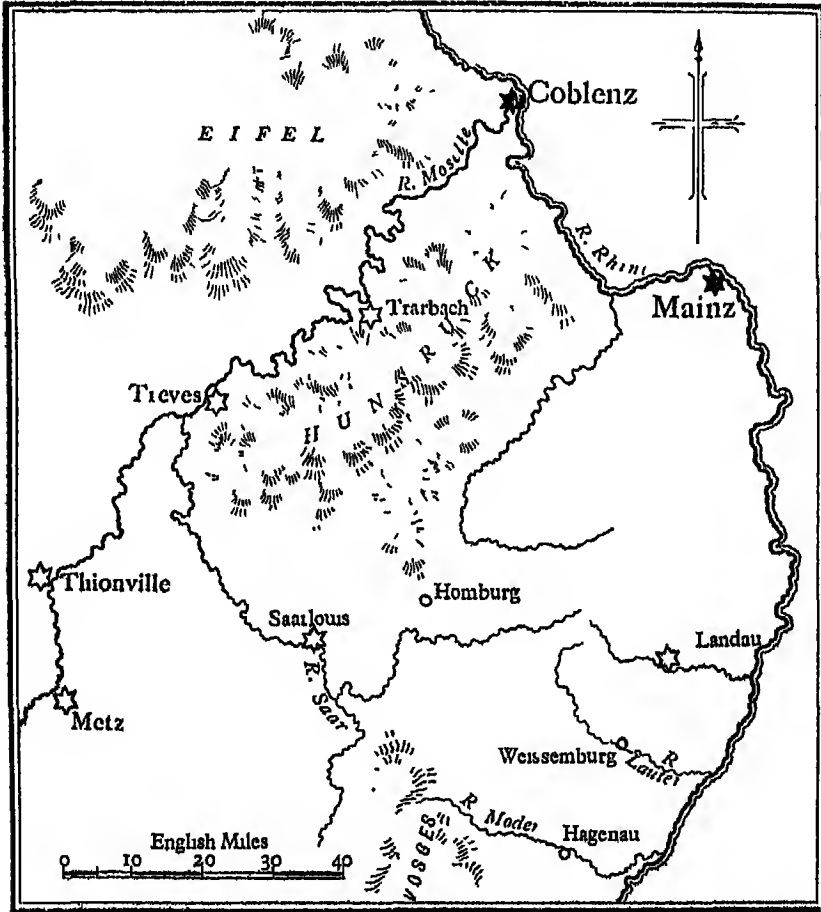 Coblenz
EIFEL
R. Moselle
R. Rhine
Mainz
Trarbach
HUNSRUCK
Treves
Thionville
Homburg
Saarlouis
Landau
R. Saar
Metz
Weissemburg
R. Lauter
R. Moder
Hagenau
VOSGES
English Miles
0 10 20 30 40